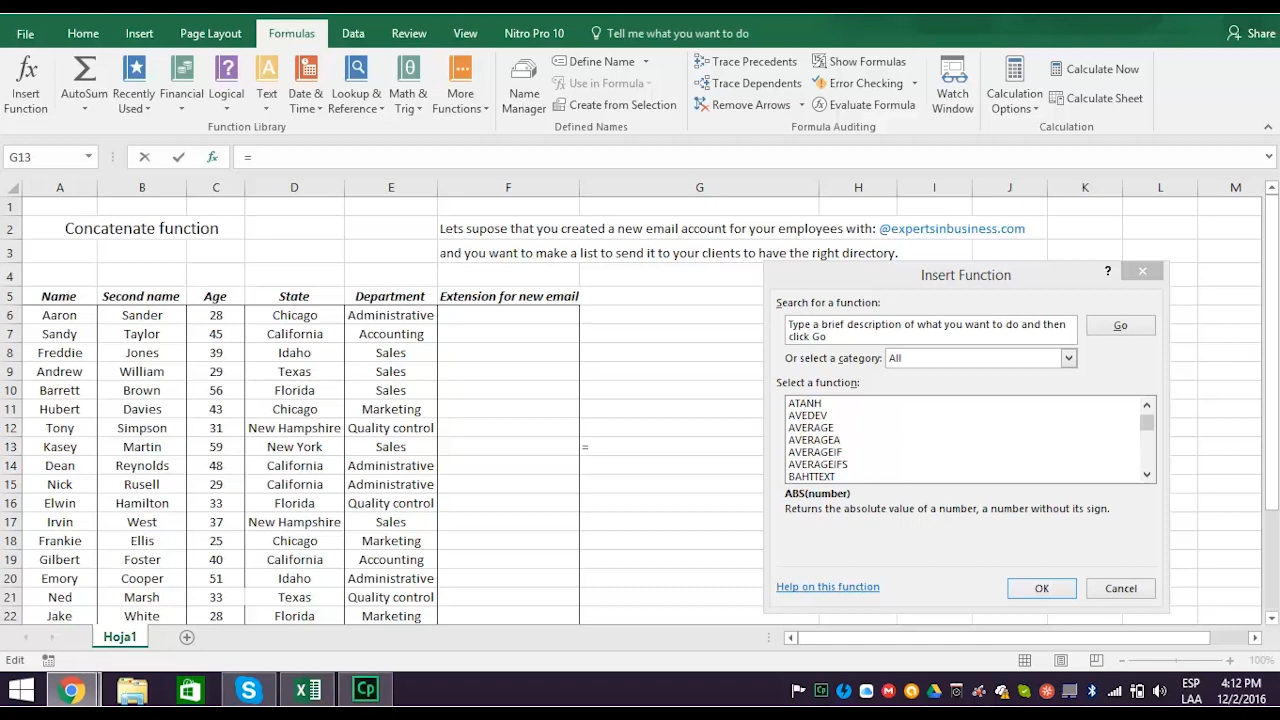 File Home Insert Page Layout Formulas Data Review View Nitro Pro 10 Tell me what you want to do Share
fx Σ ? A θ
Insert Function
AutoSum
Recently Used
Financial
Logical
Text
Date & Time
Lookup & Reference
Math & Trig
More Functions
Function Library
Name Manager
Define Name
Use in Formula
Create from Selection
Defined Names
Trace Precedents
Trace Dependents
Remove Arrows
Show Formulas
Error Checking
Evaluate Formula
Formula Auditing
Watch Window
Calculation Options
Calculate Now
Calculate Sheet
Calculation
G13 fx =
A B C D E F G H I J K L M
1
2 Concatenate function Lets supose that you created a new email account for your employees with: @expertsinbusiness.com
3 and you want to make a list to send it to your clients to have the right directory.
4
5 Name Second name Age State Department Extension for new email
6 Aaron Sander 28 Chicago Administrative
7 Sandy Taylor 45 California Accounting
8 Freddie Jones 39 Idaho Sales
9 Andrew William 29 Texas Sales
10 Barrett Brown 56 Florida Sales
11 Hubert Davies 43 Chicago Marketing
12 Tony Simpson 31 New Hampshire Quality control
13 Kasey Martin 59 New York Sales =
14 Dean Reynolds 48 California Administrative
15 Nick Rusell 29 California Administrative
16 Elwin Hamilton 33 Florida Quality control
17 Irvin West 37 New Hampshire Sales
18 Frankie Ellis 25 Chicago Marketing
19 Gilbert Foster 40 California Accounting
20 Emory Cooper 51 Idaho Administrative
21 Ned Marsh 33 Texas Quality control
22 Jake White 28 Florida Marketing
Insert Function ?
Search for a function:
Type a brief description of what you want to do and then
click Go
Go
Or select a category: All
Select a function:
ATANH
AVEDEV
AVERAGE
AVERAGEA
AVERAGEIF
AVERAGEIFS
BAHTTEXT
ABS(number)
Returns the absolute value of a number, a number without its sign.
Help on this function OK Cancel
Hoja1
Edit 100%
Cp ESP 4:12 PM
LAA 12/2/2016